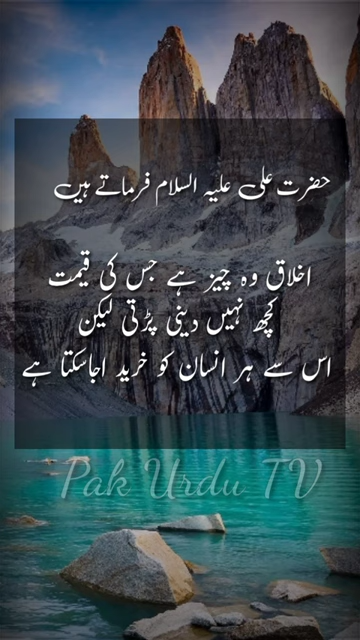 حضرت علی علیہ السلام فرماتے ہیں
اخلاق وہ چیز ہے جس کی قیمت
کچھ نہیں دینی پڑتی لیکن
اس سے ہر انسان کو خرید اجاسکتا ہے
Pak Urdu TV